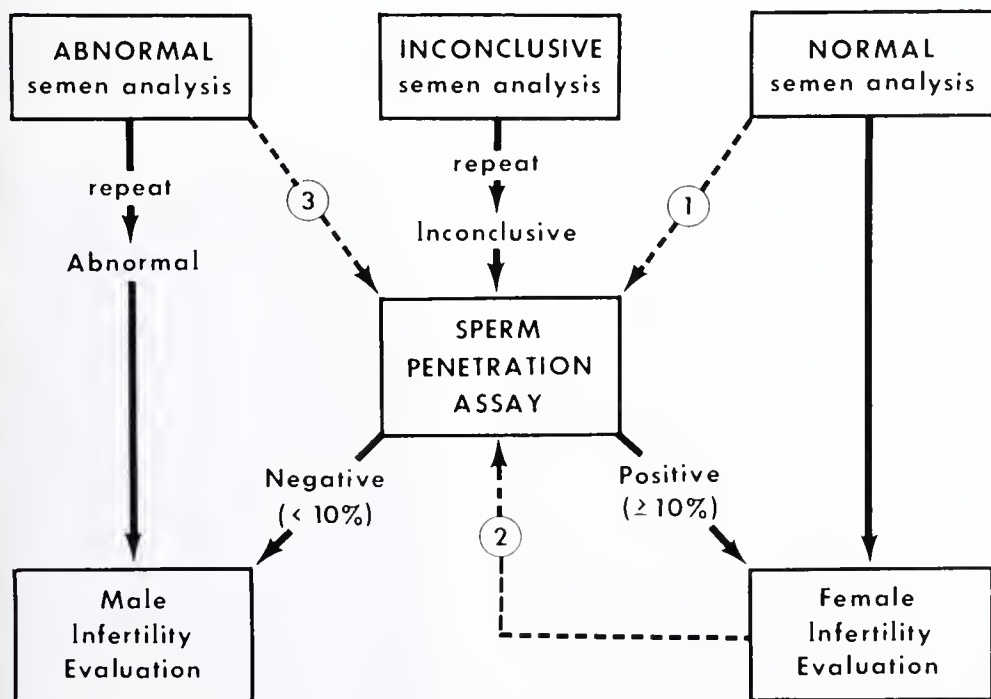 ABNORMAL
semen analysis
INCONCLUSIVE
semen analysis
NORMAL
semen analysis
repeat
Abnormal
3
repeat
Inconclusive
1
SPERM
PENETRATION
ASSAY
Negative
(< 10%)
Positive
(≥ 10%)
2
Male
Infertility
Evaluation
Female
Infertility
Evaluation